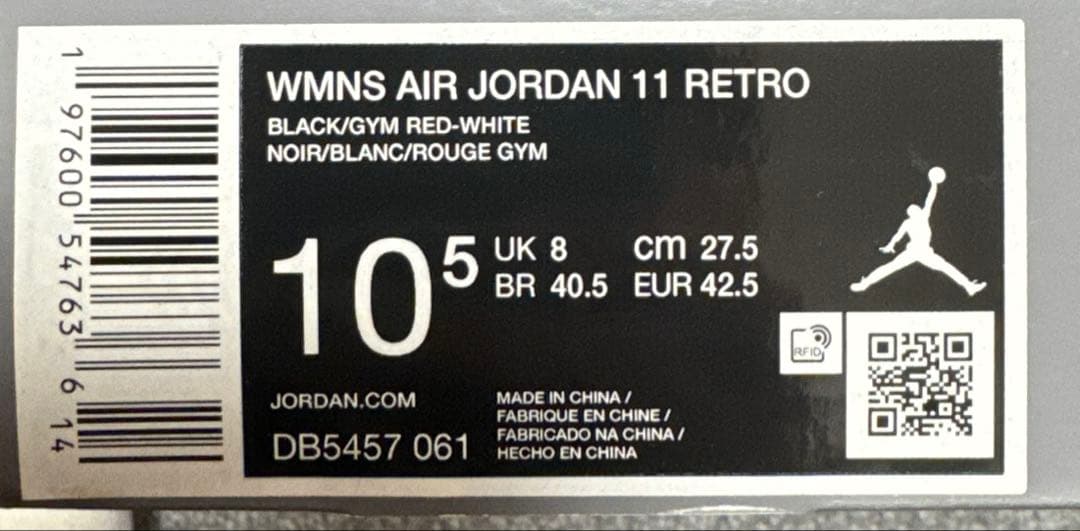 WMNS AIR JORDAN 11 RETRO
BLACK/GYM RED-WHITE
NOIR/BLANC/ROUGE GYM
10 5
UK 8 cm 27.5
BR 40.5 EUR 42.5
RFID
JORDAN.COM
DB5457 061
MADE IN CHINA /
FABRIQUE EN CHINE /
FABRICADO NA CHINA /
HECHO EN CHINA
1 97600 54763 6 14